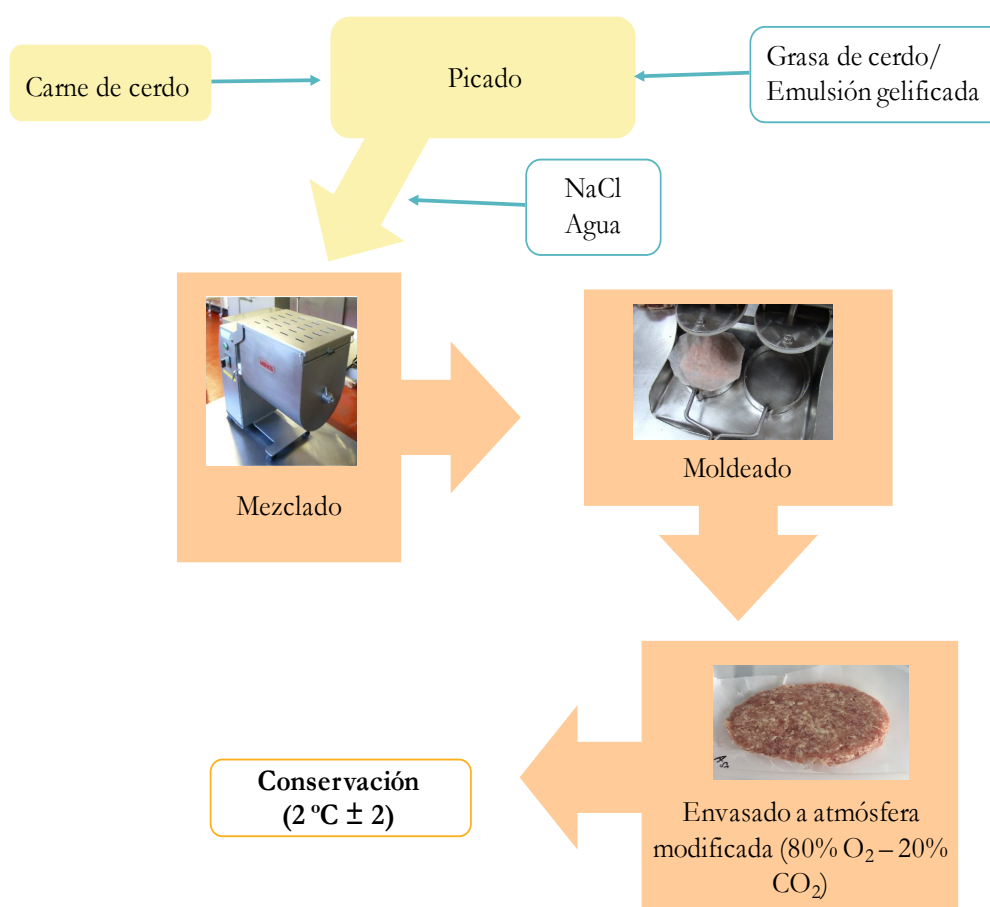 Carne de cerdo
Picado
Grasa de cerdo/
Emulsión gelificada
NaCl
Agua
Mezclado
Moldeado
Envasado a atmósfera
modificada (80% O₂ – 20%
CO₂)
Conservación
(2 ºC ± 2)